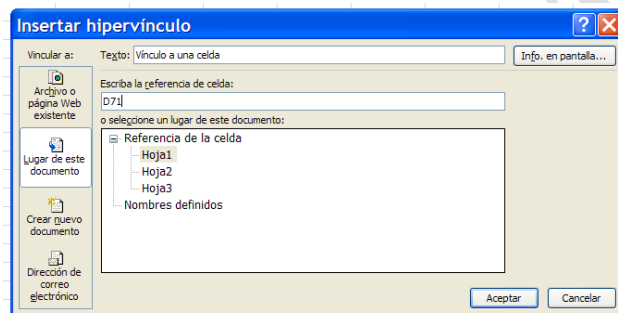 Insertar hipervínculo
Vincular a:
Texto: Vínculo a una celda
Info. en pantalla...
Archivo o
página Web
existente
Lugar de este
documento
Crear nuevo
documento
Dirección de
correo
electrónico
Escriba la referencia de celda:
D71
o seleccione un lugar de este documento:
Referencia de la celda
Hoja1
Hoja2
Hoja3
Nombres definidos
Aceptar
Cancelar